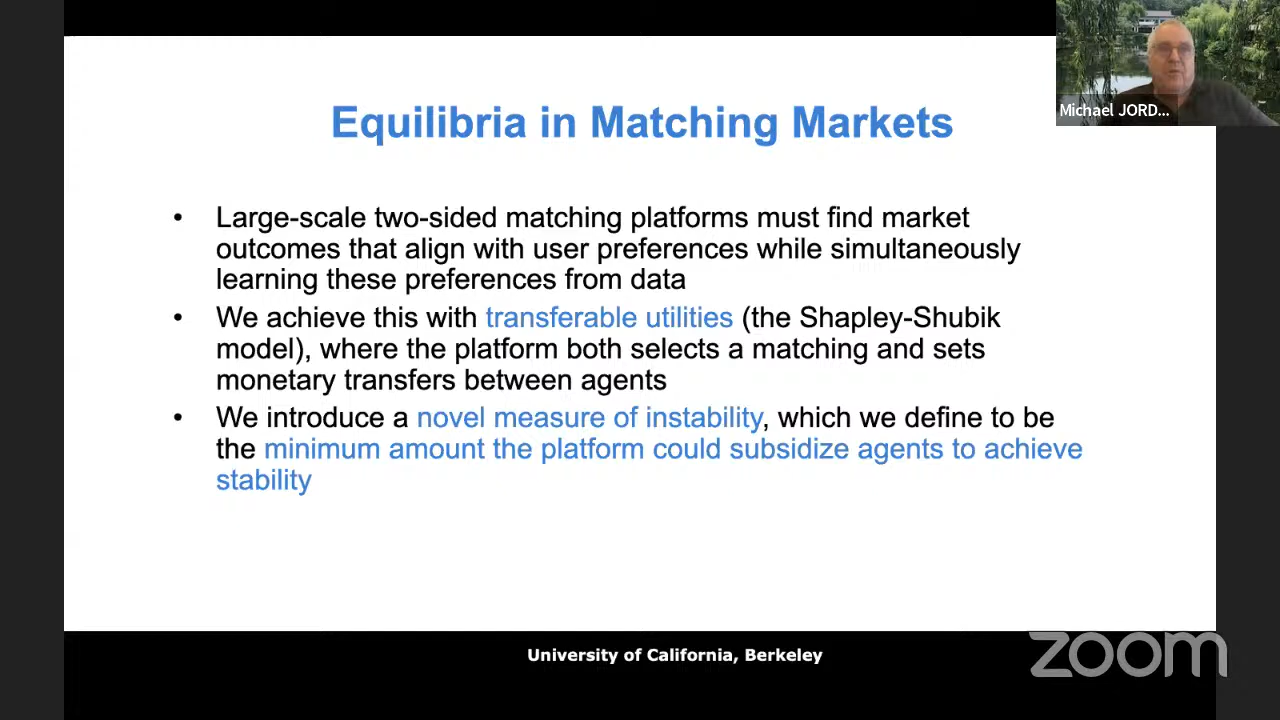 Equilibria in Matching Markets
Michael JORD...
• Large-scale two-sided matching platforms must find market
outcomes that align with user preferences while simultaneously
learning these preferences from data
• We achieve this with transferable utilities (the Shapley-Shubik
model), where the platform both selects a matching and sets
monetary transfers between agents
• We introduce a novel measure of instability, which we define to be
the minimum amount the platform could subsidize agents to achieve
stability
University of California, Berkeley
zoom